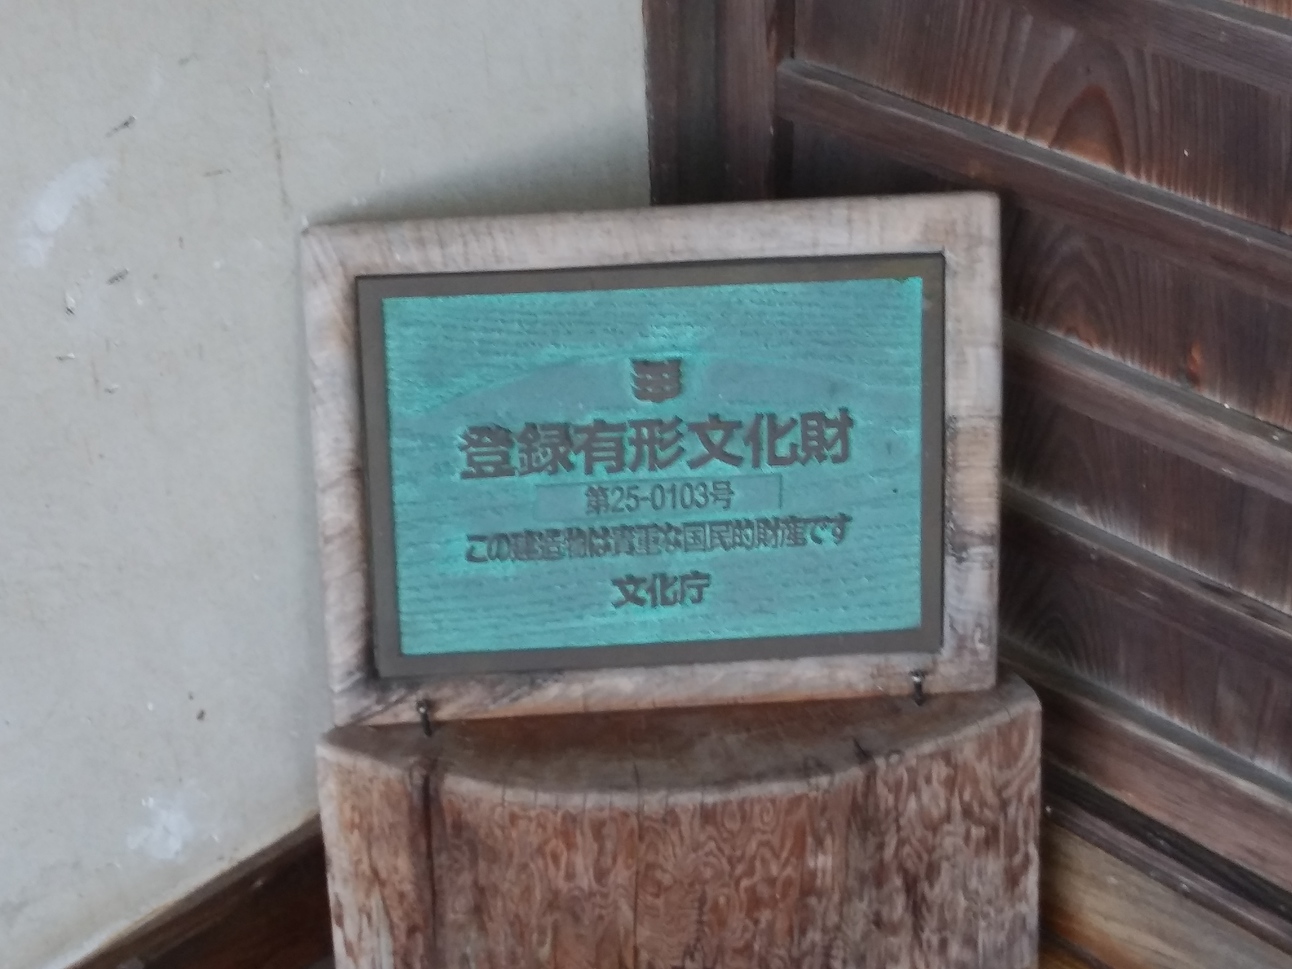 登録有形文化財
第25-0103号
この建造物は貴重な国民的財産です
文化庁